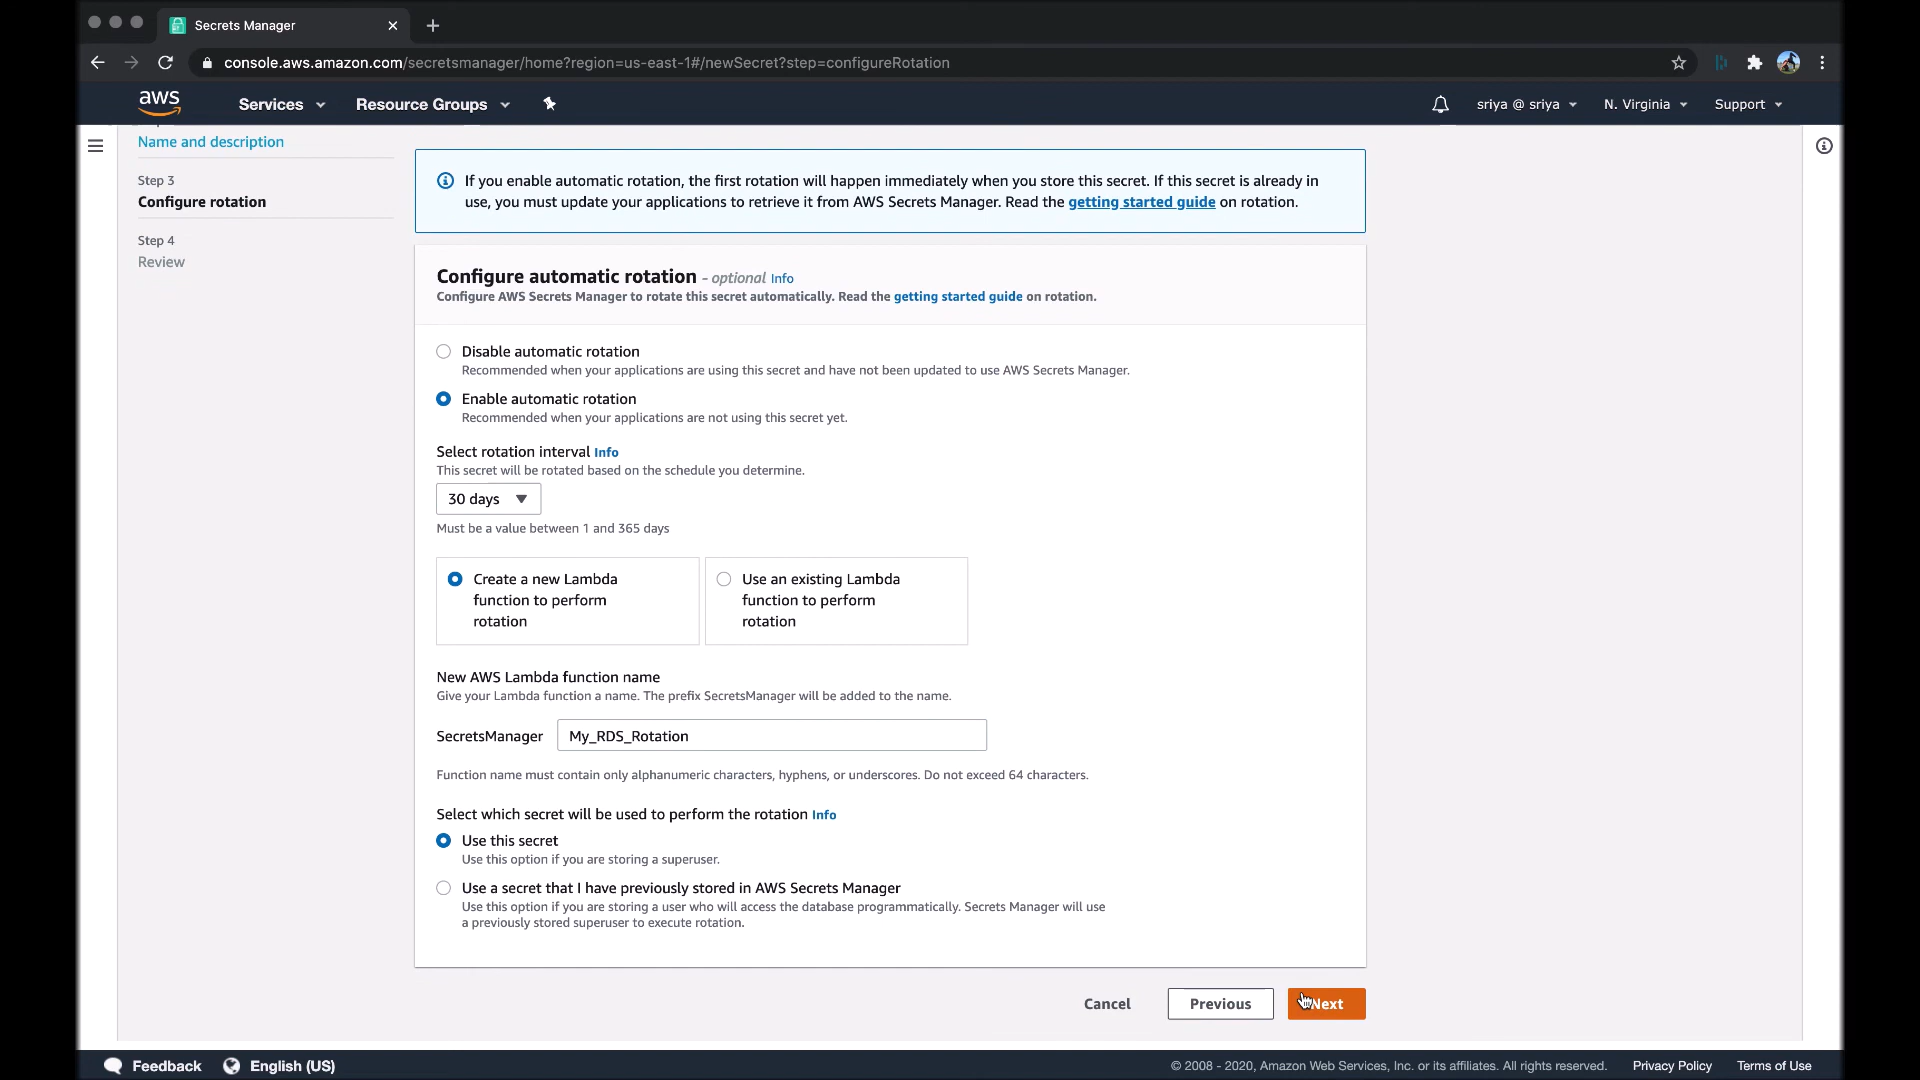 Secrets Manager
console.aws.amazon.com/secretsmanager/home?region=us-east-1#/newSecret?step=configureRotation
aws
Services
Resource Groups
sriya @ sriya
N. Virginia
Support
Name and description
Step 3
Configure rotation
Step 4
Review
If you enable automatic rotation, the first rotation will happen immediately when you store this secret. If this secret is already in
use, you must update your applications to retrieve it from AWS Secrets Manager. Read the getting started guide on rotation.
Configure automatic rotation - optional Info
Configure AWS Secrets Manager to rotate this secret automatically. Read the getting started guide on rotation.
Disable automatic rotation
Recommended when your applications are using this secret and have not been updated to use AWS Secrets Manager.
Enable automatic rotation
Recommended when your applications are not using this secret yet.
Select rotation interval Info
This secret will be rotated based on the schedule you determine.
30 days
Must be a value between 1 and 365 days
Create a new Lambda
function to perform
rotation
Use an existing Lambda
function to perform
rotation
New AWS Lambda function name
Give your Lambda function a name. The prefix SecretsManager will be added to the name.
SecretsManager
My_RDS_Rotation
Function name must contain only alphanumeric characters, hyphens, or underscores. Do not exceed 64 characters.
Select which secret will be used to perform the rotation Info
Use this secret
Use this option if you are storing a superuser.
Use a secret that I have previously stored in AWS Secrets Manager
Use this option if you are storing a user who will access the database programmatically. Secrets Manager will use
a previously stored superuser to execute rotation.
Cancel
Previous
Next
Feedback
English (US)
© 2008 - 2020, Amazon Web Services, Inc. or its affiliates. All rights reserved.
Privacy Policy
Terms of Use